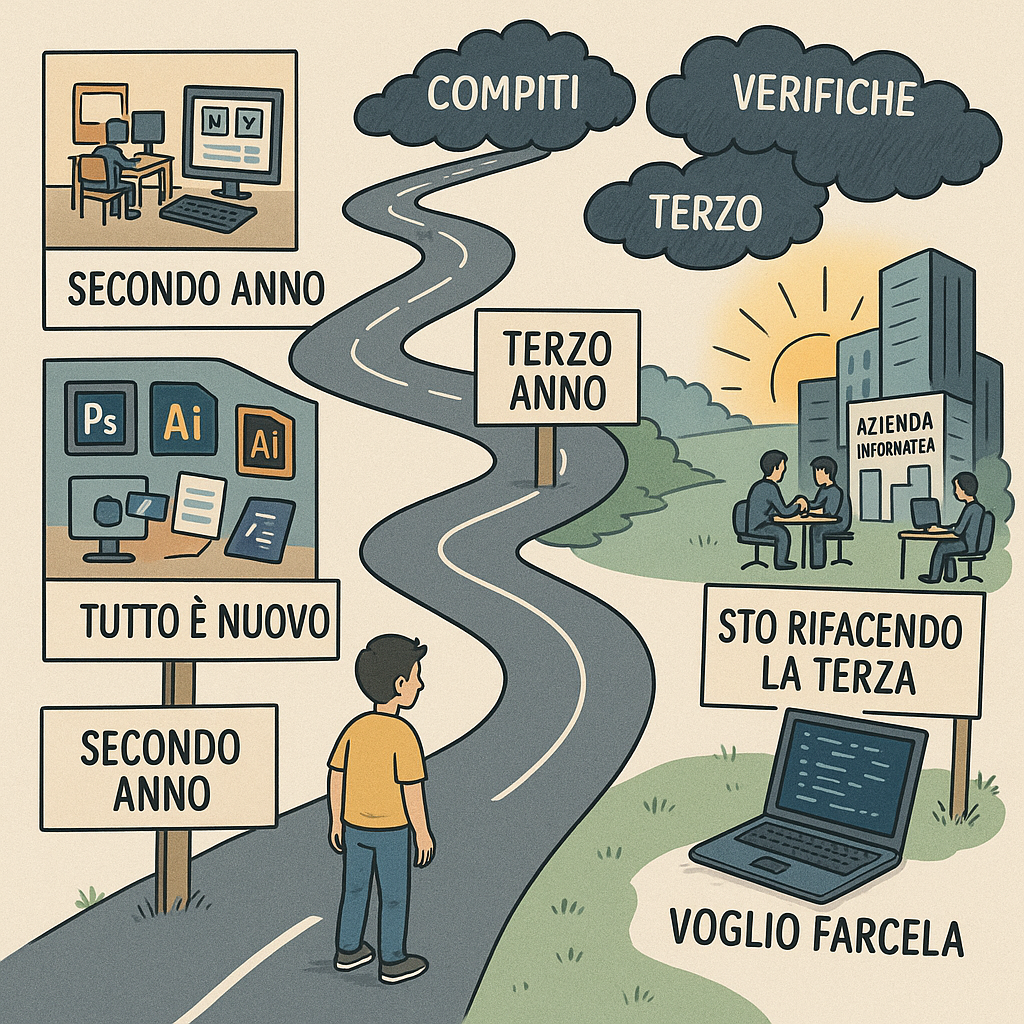 COMPITI
VERIFICHE
TERZO
N Y
SECONDO ANNO
TERZO
ANNO
Ps
Ai
Ai
AZIENDA
INFORNATEA
TUTTO È NUOVO
STO RIFACENDO
LA TERZA
SECONDO
ANNO
VOGLIO FARCELA